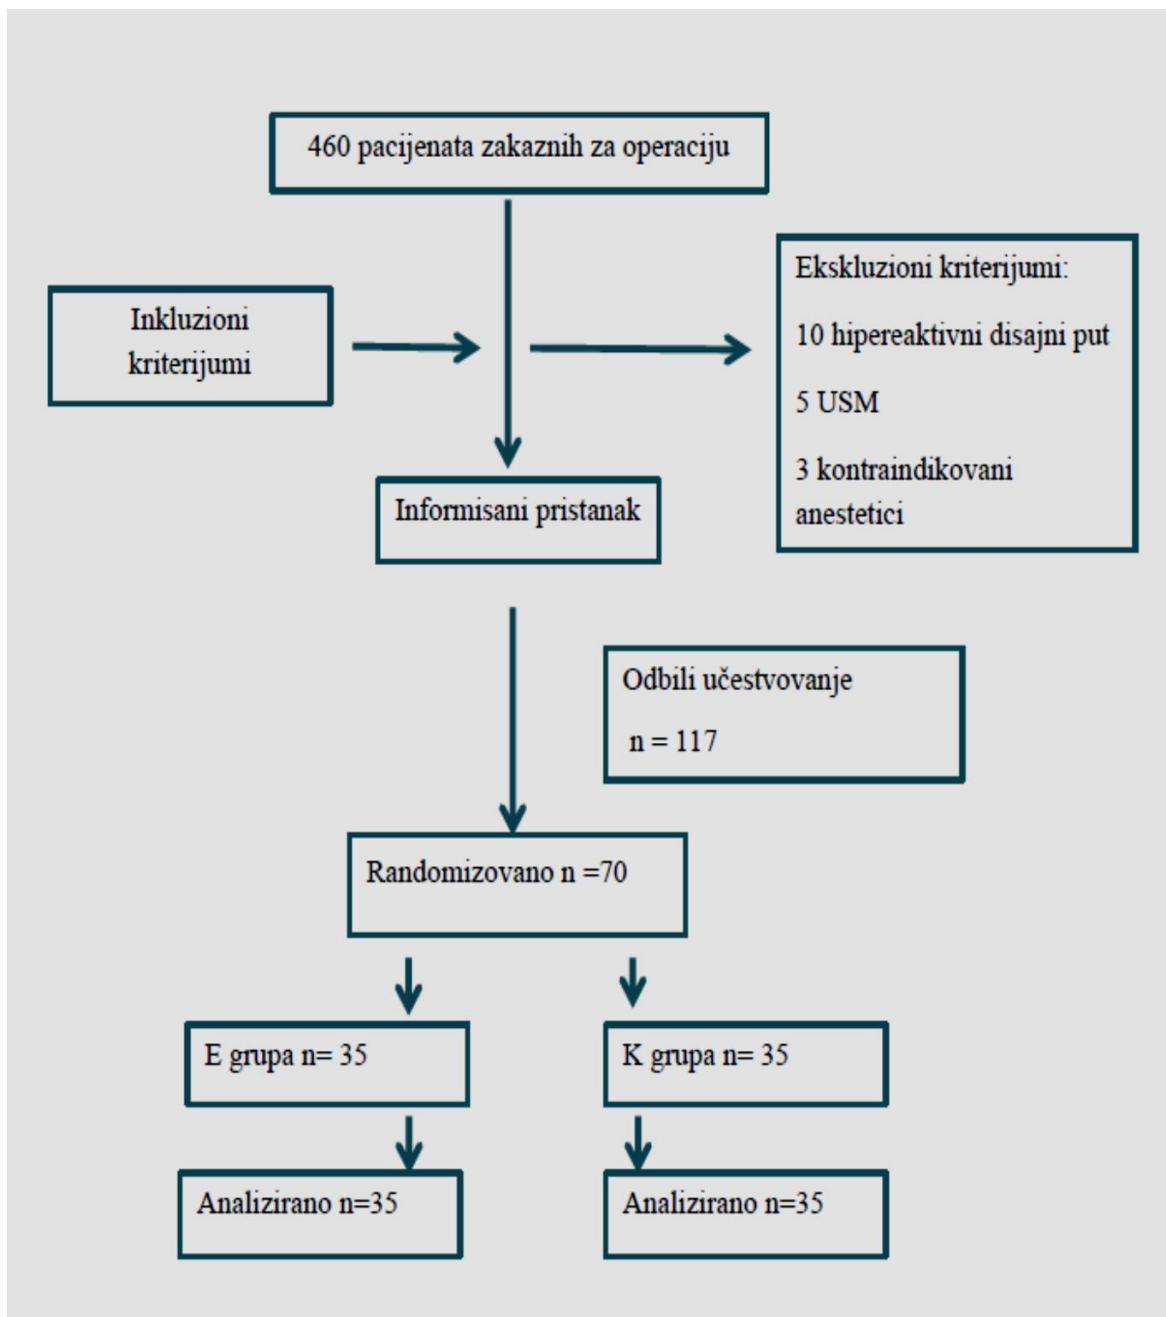 460 pacijenata zakaznih za operaciju
Inkluzioni
kriterijumi
Ekskluzioni kriterijumi:
10 hipereaktivni disajni put
5 USM
3 kontraindikovani
anestetici
Informisani pristanak
Odbili učestvovanje
n = 117
Randomizovano n =70
E grupa n= 35
K grupa n= 35
Analizirano n=35
Analizirano n=35